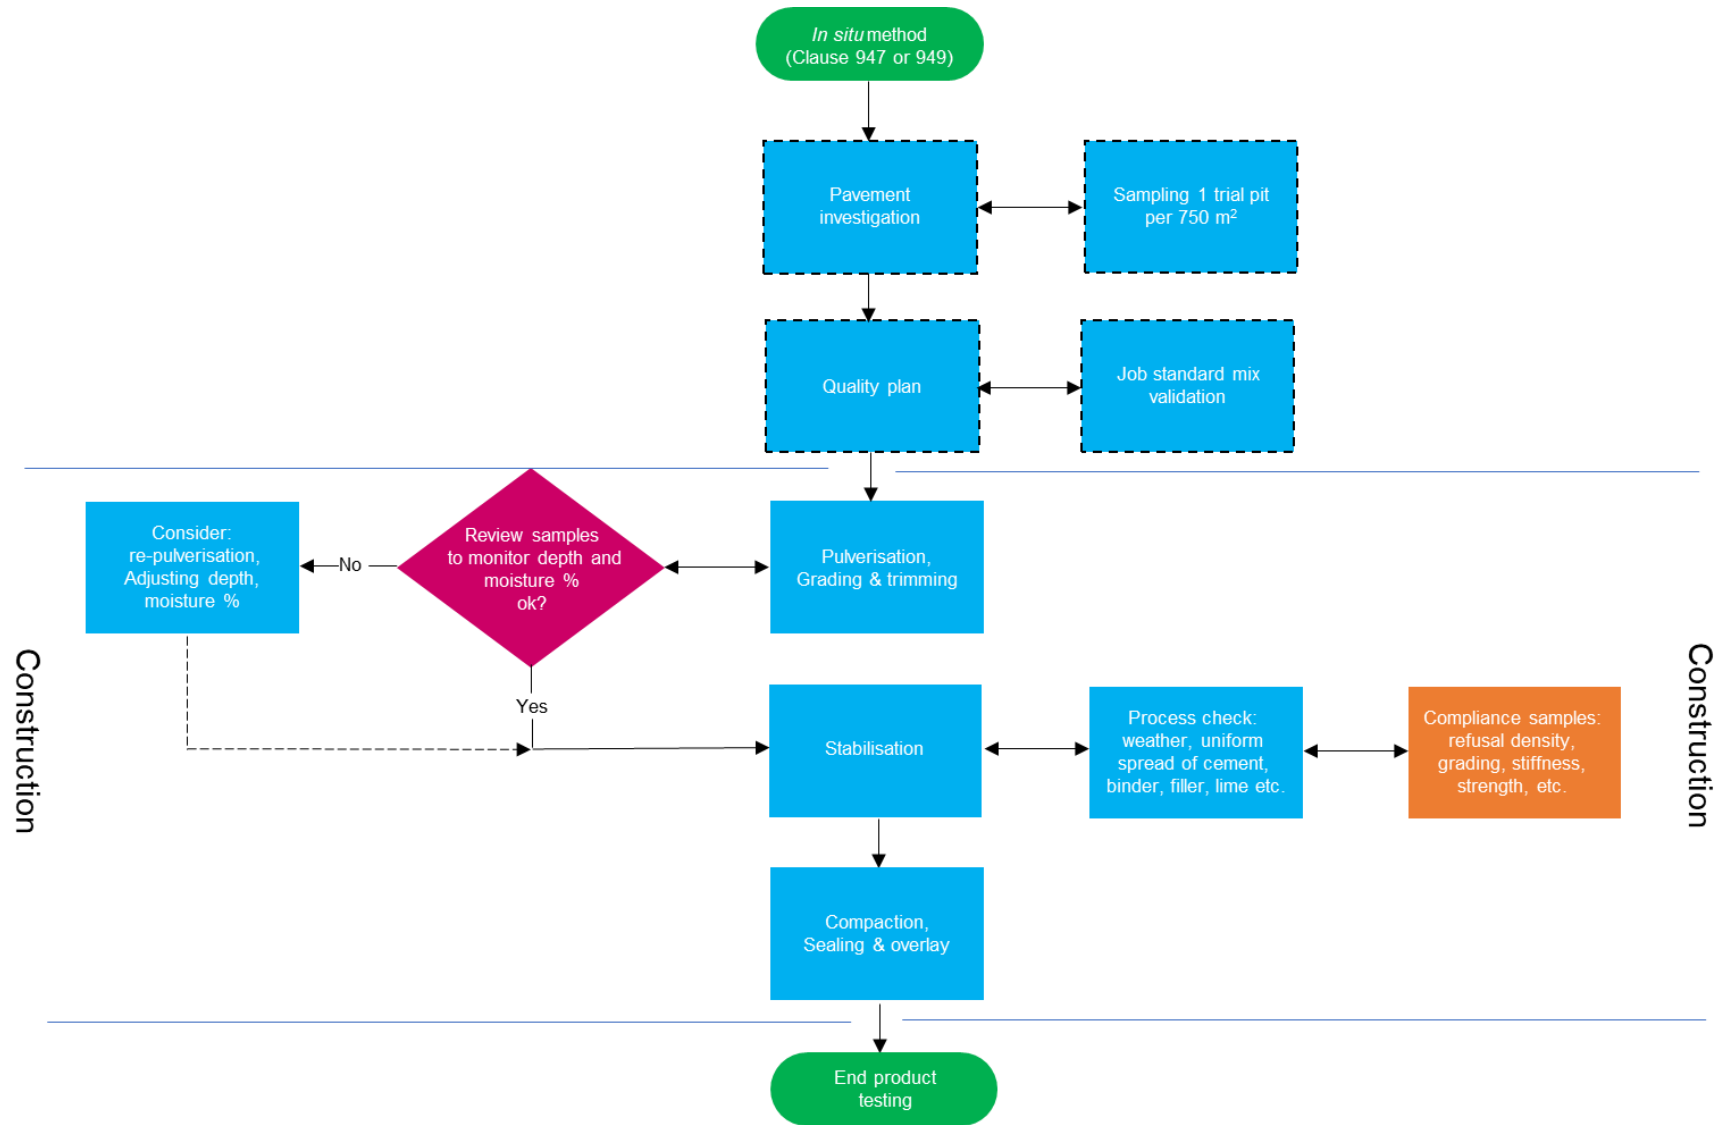 In situ method
(Clause 947 or 949)
Pavement
investigation
Sampling 1 trial pit
per 750 m²
Quality plan
Job standard mix
validation
Consider:
re-pulverisation,
Adjusting depth,
moisture %
No
Review samples
to monitor depth and
moisture %
ok?
Pulverisation,
Grading & trimming
Construction
Construction
Yes
Stabilisation
Process check:
weather, uniform
spread of cement,
binder, filler, lime etc.
Compliance samples:
refusal density,
grading, stiffness,
strength, etc.
Compaction,
Sealing & overlay
End product
testing